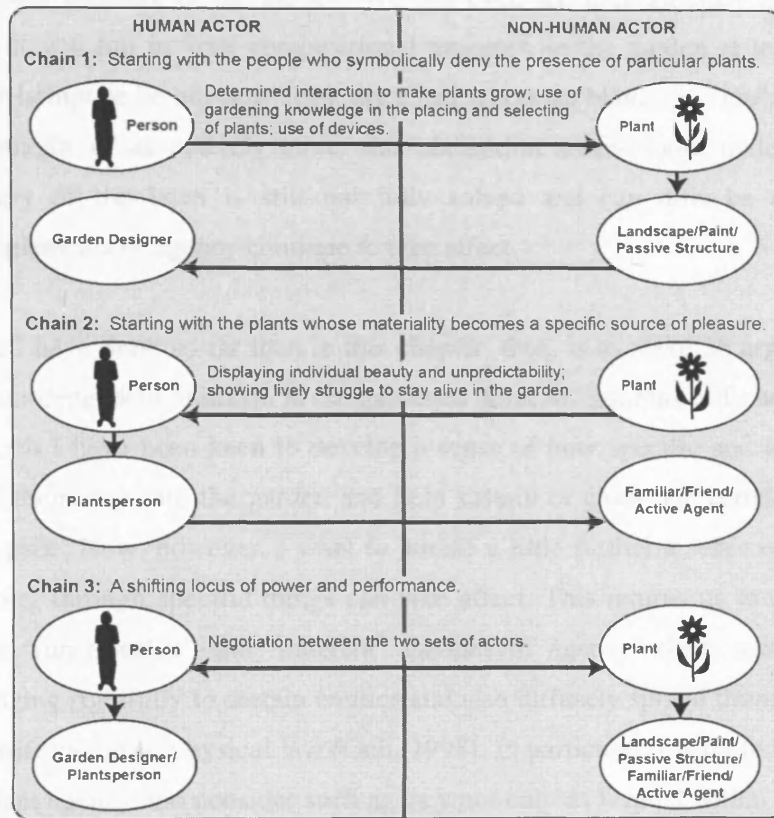 HUMAN ACTOR
NON-HUMAN ACTOR
Chain 1: Starting with the people who symbolically deny the presence of particular plants.
Person
Determined interaction to make plants grow; use of
gardening knowledge in the placing and selecting
of plants; use of devices.
Plant
Garden Designer
Landscape/Paint/
Passive Structure
Chain 2: Starting with the plants whose materiality becomes a specific source of pleasure.
Person
Displaying individual beauty and unpredictability;
showing lively struggle to stay alive in the garden.
Plant
Plantsperson
Familiar/Friend/
Active Agent
Chain 3: A shifting locus of power and performance.
Person
Negotiation between the two sets of actors.
Plant
Garden Designer/
Plantsperson
Landscape/Paint/
Passive Structure/
Familiar/Friend/
Active Agent